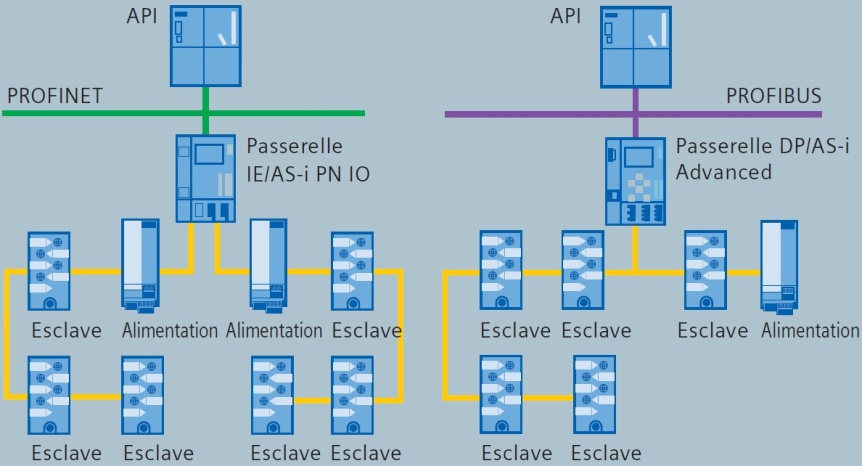 API
API
PROFINET
PROFIBUS
Passerelle
IE/AS-i PN IO
Passerelle DP/AS-i
Advanced
Esclave Alimentation Alimentation Esclave
Esclave Esclave Esclave Alimentation
Esclave Esclave Esclave Esclave
Esclave Esclave